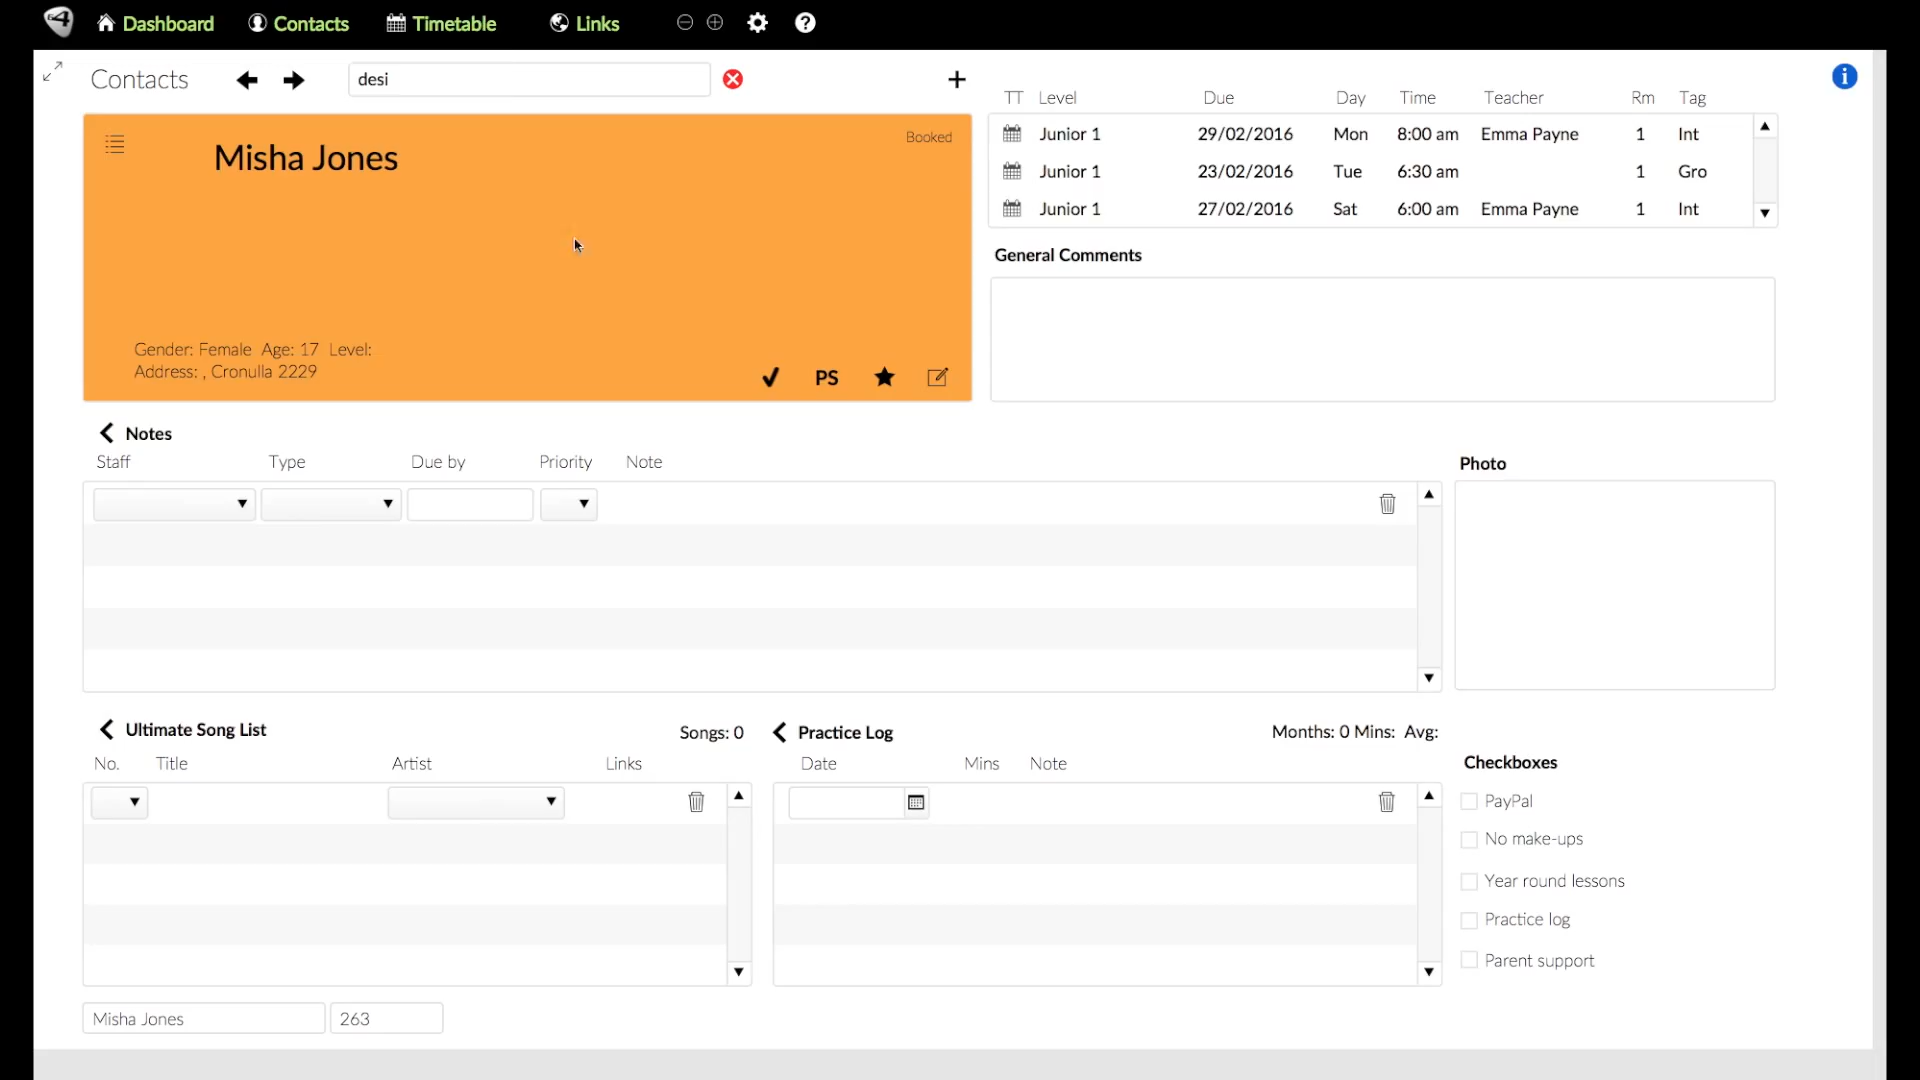 Dashboard Contacts Timetable Links
Contacts desi
TT Level Due Day Time Teacher Rm Tag
Junior 1 29/02/2016 Mon 8:00 am Emma Payne 1 Int
Junior 1 23/02/2016 Tue 6:30 am 1 Gro
Junior 1 27/02/2016 Sat 6:00 am Emma Payne 1 Int
Booked
Misha Jones
Gender: Female Age: 17 Level:
Address: , Cronulla 2229
PS
General Comments
Notes
Staff Type Due by Priority Note
Photo
Ultimate Song List Songs: 0
No. Title Artist Links
Practice Log Months: 0 Mins: Avg:
Date Mins Note
Checkboxes
PayPal
No make-ups
Year round lessons
Practice log
Parent support
Misha Jones 263